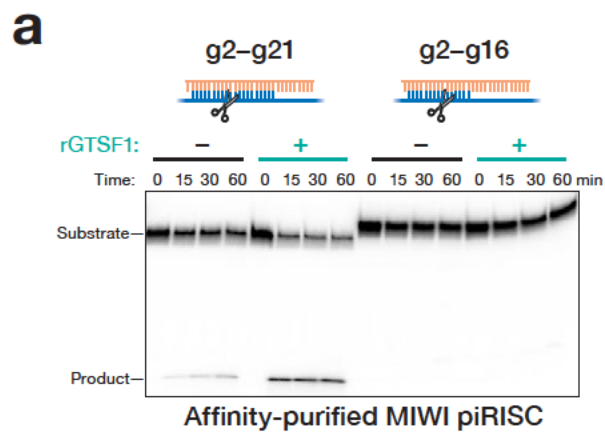 a
g2–g21 g2–g16
rGTSF1: – + – +
Time: 0 15 30 60 0 15 30 60 0 15 30 60 0 15 30 60 min
Substrate
Product
Affinity-purified MIWI piRISC